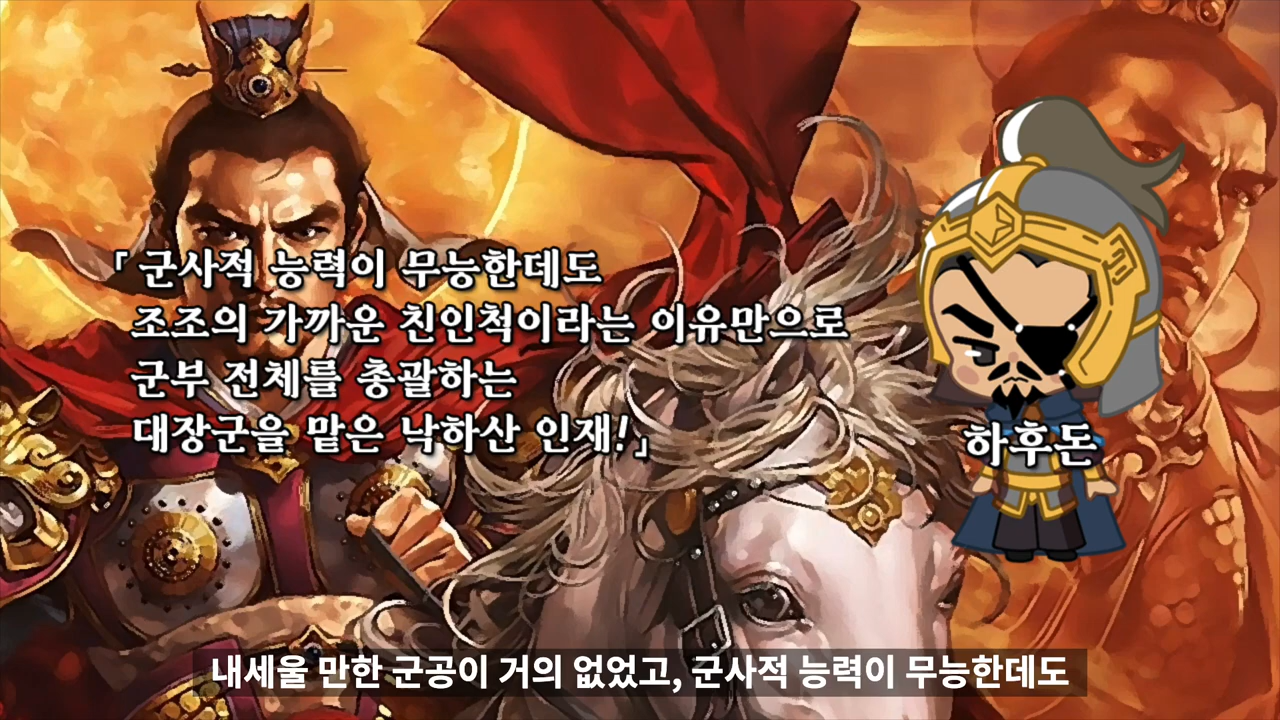 「군사적 능력이 무능한데도
조조의 가까운 친인척이라는 이유만으로
군부 전체를 총괄하는
대장군을 맡은 낙하산 인재!」
하후돈
내세울 만한 군공이 거의 없었고, 군사적 능력이 무능한데도